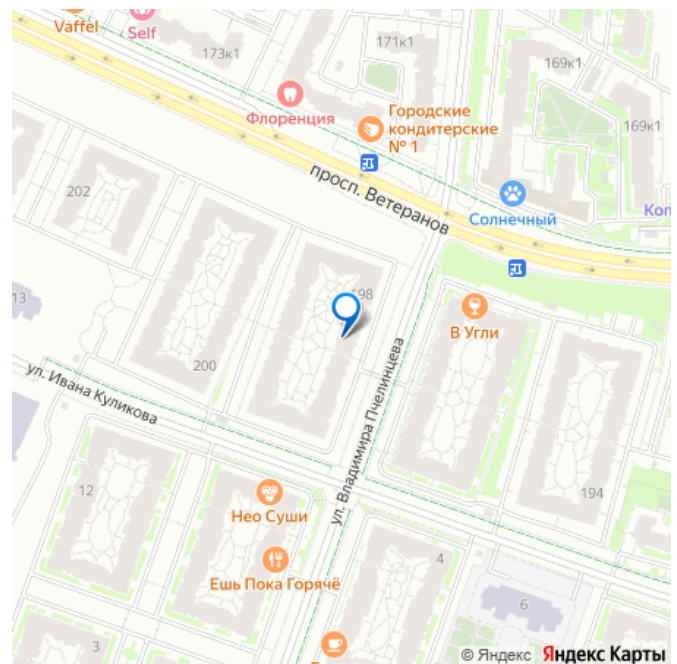 Vaffel
Self
173к1
171к1
169к1
Флоренция
Городские
кондитерские
№ 1
169к1
202
просп. Ветеранов
Солнечный
Коп
198
13
В Угли
200
ул. Ивана Куликова
ул. Владимира Пчелинцева
12
194
Нео Суши
4
Ешь Пока Горячё
6
3
© Яндекс Яндекс Карты